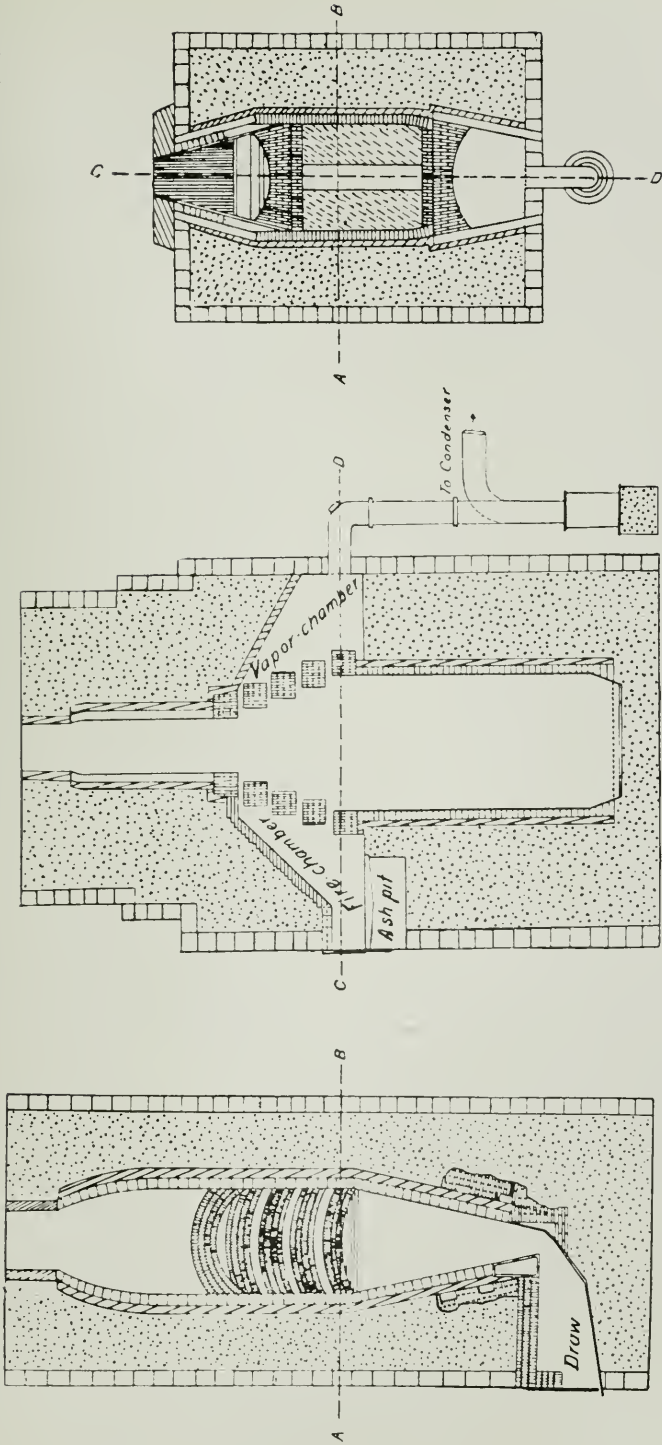 B
C
D
A
To Condenser
D
Vapor-chamber
Fire chamber
Ash pit
C
B
Draw
A